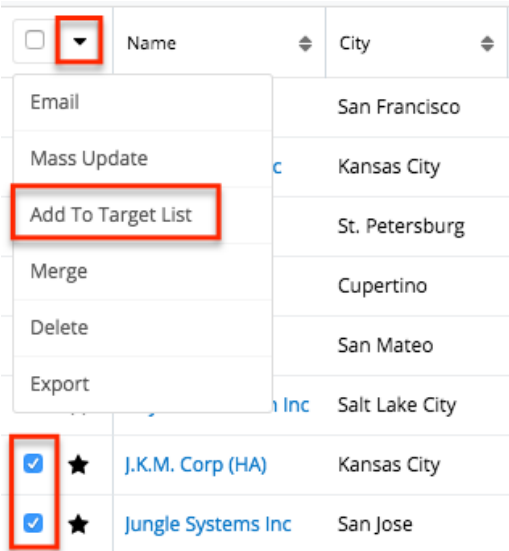 Name City
Email San Francisco
Mass Update c Kansas City
Add To Target List St. Petersburg
Merge Cupertino
Delete San Mateo
Export Inc Salt Lake City
J.K.M. Corp (HA) Kansas City
Jungle Systems Inc San Jose